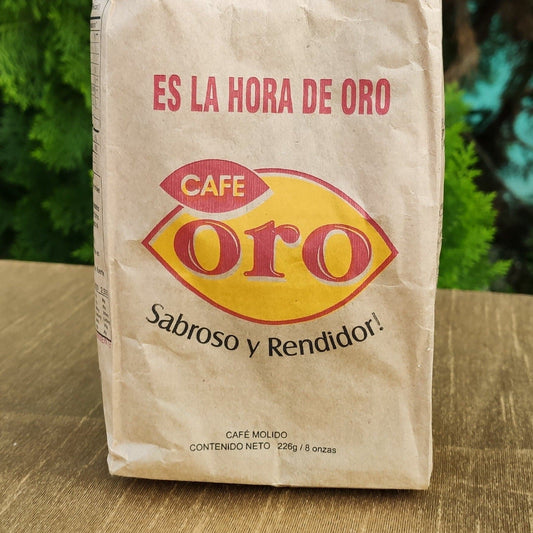 ES LA HORA DE ORO
CAFE
oro
Sabroso y Rendidor!
CAFÉ MOLIDO
CONTENIDO NETO 226g / 8 onzas